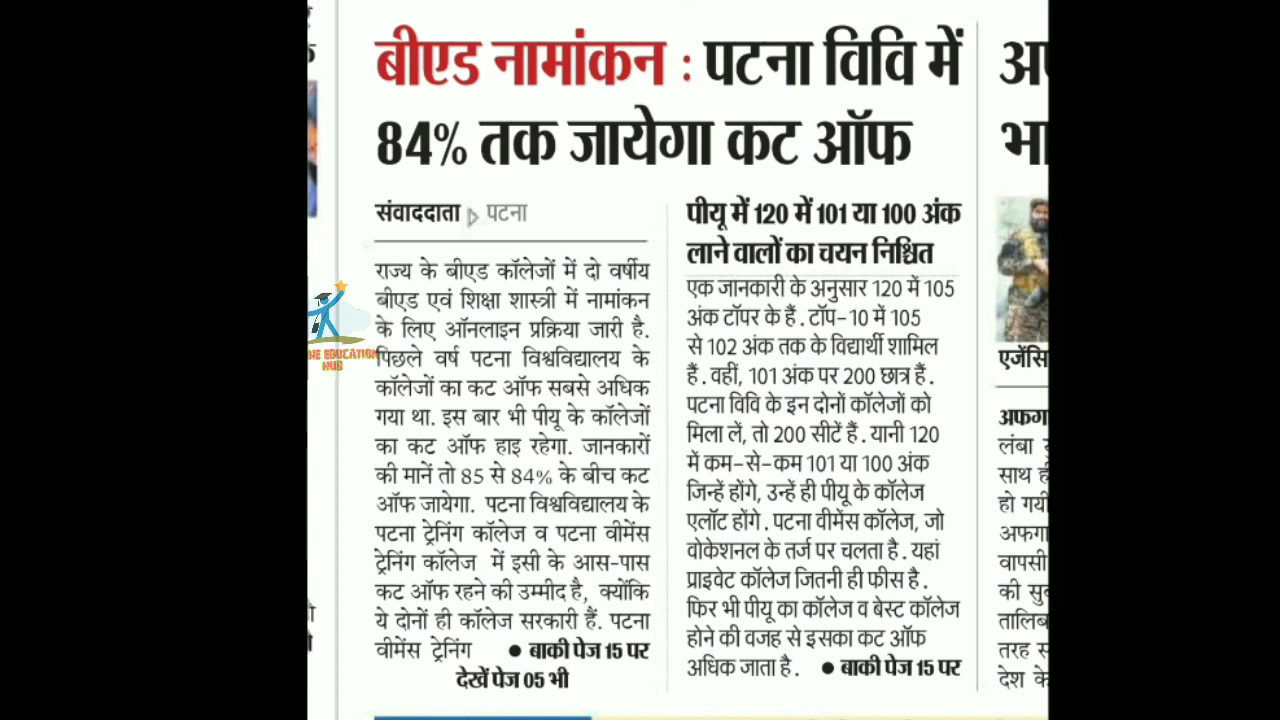 बीएड नामांकन : पटना विवि में
84% तक जायेगा कट ऑफ
संवाददाता पटना
राज्य के बीएड कॉलेजों में दो वर्षीय
बीएड एवं शिक्षा शास्त्री में नामांकन
के लिए ऑनलाइन प्रक्रिया जारी है.
पिछले वर्ष पटना विश्वविद्यालय के
कॉलेजों का कट ऑफ सबसे अधिक
गया था. इस बार भी पीयू के कॉलेजों
का कट ऑफ हाइ रहेगा. जानकारों
की मानें तो 85 से 84% के बीच कट
ऑफ जायेगा. पटना विश्वविद्यालय के
पटना ट्रेनिंग कॉलेज व पटना वीमेंस
ट्रेनिंग कॉलेज में इसी के आस-पास
कट ऑफ रहने की उम्मीद है, क्योंकि
ये दोनों ही कॉलेज सरकारी हैं. पटना
वीमेंस ट्रेनिंग ● बाकी पेज 15 पर
देखें पेज 05 भी
पीयू में 120 में 101 या 100 अंक
लाने वालों का चयन निश्चित
एक जानकारी के अनुसार 120 में 105
अंक टॉपर के हैं. टॉप-10 में 105
से 102 अंक तक के विद्यार्थी शामिल
हैं. वहीं, 101 अंक पर 200 छात्र हैं.
पटना विवि के इन दोनों कॉलेजों को
मिला लें, तो 200 सीटें हैं. यानी 120
में कम-से-कम 101 या 100 अंक
जिन्हें होंगे, उन्हें ही पीयू के कॉलेज
एलॉट होंगे. पटना वीमेंस कॉलेज, जो
वोकेशनल के तर्ज पर चलता है. यहां
प्राइवेट कॉलेज जितनी ही फीस है.
फिर भी पीयू का कॉलेज व बेस्ट कॉलेज
होने की वजह से इसका कट ऑफ
अधिक जाता है. ● बाकी पेज 15 पर
भा
एजेंसि
अफग
लंबा
साथ ही
हो गयी
अफगा
वापसी
की सु
तालिब
तरह स
देश के
NE EDUCATION
HUB